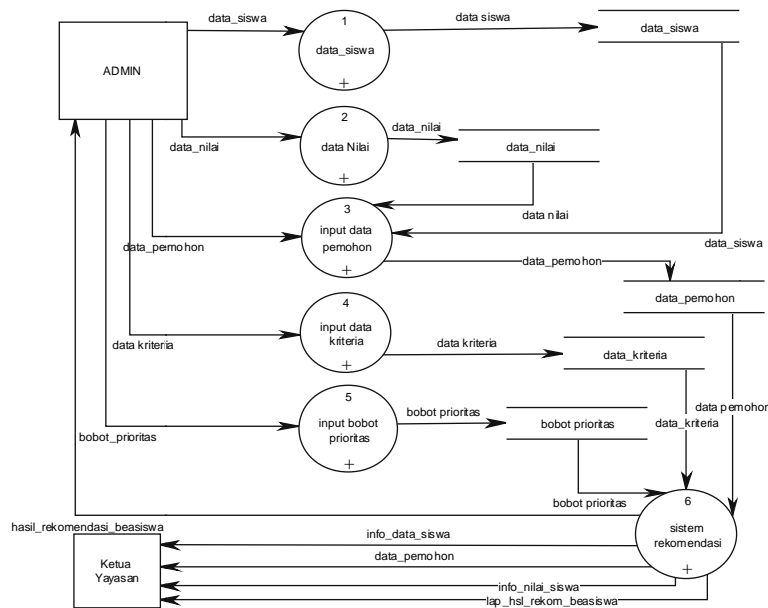 data_siswa
1
data_siswa
+
data siswa
data_siswa
ADMIN
2
data Nilai
+
data_nilai
data_nilai
data_nilai
data nilai
3
input data
pemohon
+
data_pemohon
data_siswa
data_pemohon
data_pemohon
4
input data
kriteria
+
data kriteria
data kriteria
data_kriteria
5
input bobot
prioritas
+
bobot_prioritas
bobot prioritas
bobot prioritas
data pemohon
data_kriteria
bobot prioritas
6
sistem
rekomendasi
+
hasil_rekomendasi_beasiswa
Ketua
Yayasan
info_data_siswa
data_pemohon
info_nilai_siswa
lap_hsl_rekom_beasiswa